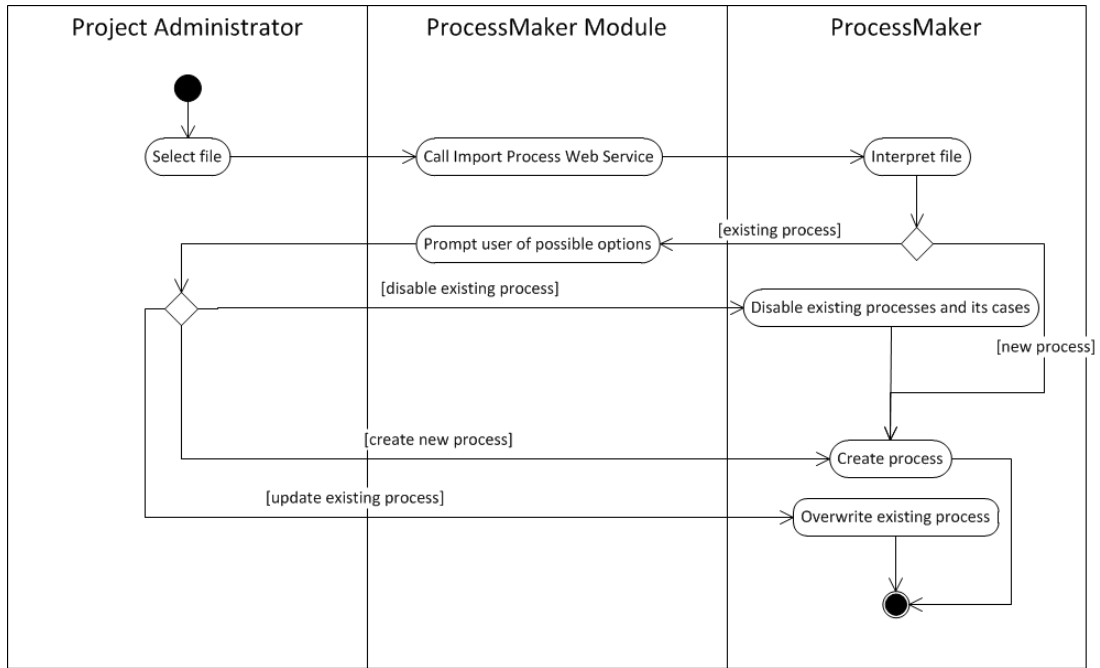 Project Administrator
ProcessMaker Module
ProcessMaker
Select file
Call Import Process Web Service
Interpret file
[existing process]
Prompt user of possible options
[disable existing process]
Disable existing processes and its cases
[new process]
[create new process]
Create process
[update existing process]
Overwrite existing process